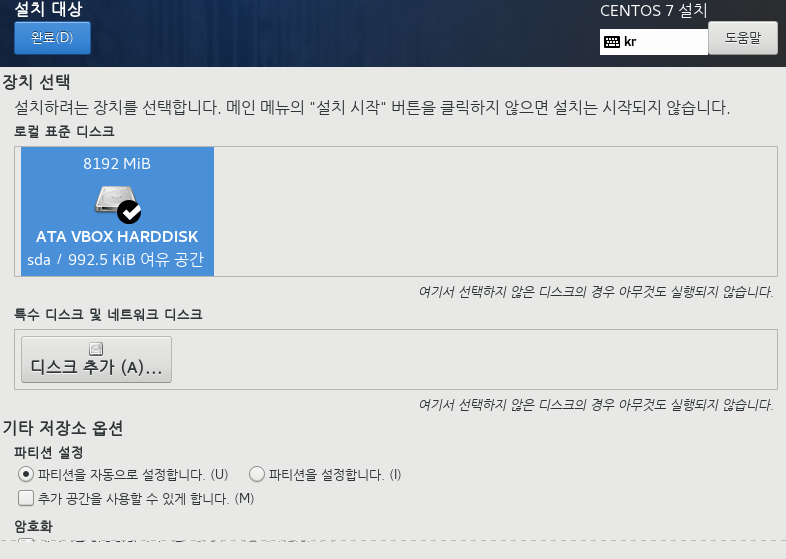 설치 대상
CENTOS 7 설치
완료(D)
kr
도움말
장치 선택
설치하려는 장치를 선택합니다. 메인 메뉴의 "설치 시작" 버튼을 클릭하지 않으면 설치는 시작되지 않습니다.
로컬 표준 디스크
8192 MiB
ATA VBOX HARDDISK
sda / 992.5 KiB 여유 공간
여기서 선택하지 않은 디스크의 경우 아무것도 실행되지 않습니다.
특수 디스크 및 네트워크 디스크
디스크 추가 (A)...
여기서 선택하지 않은 디스크의 경우 아무것도 실행되지 않습니다.
기타 저장소 옵션
파티션 설정
파티션을 자동으로 설정합니다. (U)
파티션을 설정합니다. (I)
추가 공간을 사용할 수 있게 합니다. (M)
암호화